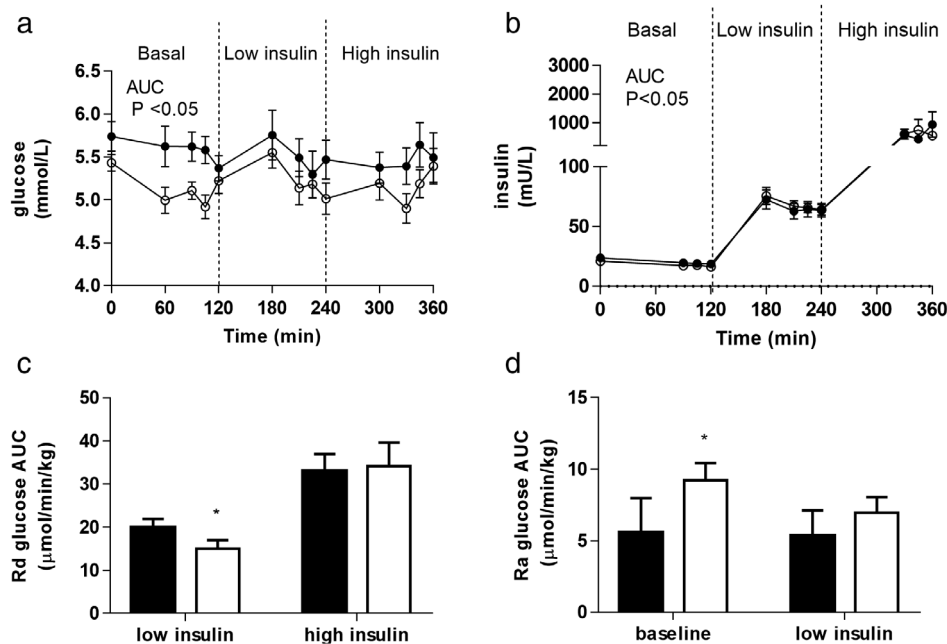 a
Basal
Low insulin
High insulin
AUC
P <0.05
glucose
(mmol/L)
6.5
6.0
5.5
5.0
4.5
4.0
0
60
120
180
240
300
360
Time (min)
b
Basal
Low insulin
High insulin
AUC
P<0.05
insulin
(mU/L)
3000
2000
1000
100
50
0
0
60
120
180
240
300
360
Time (min)
c
Rd glucose AUC
(μmol/min/kg)
50
40
30
20
10
0
*
low insulin
high insulin
d
Ra glucose AUC
(μmol/min/kg)
15
10
5
0
*
baseline
low insulin